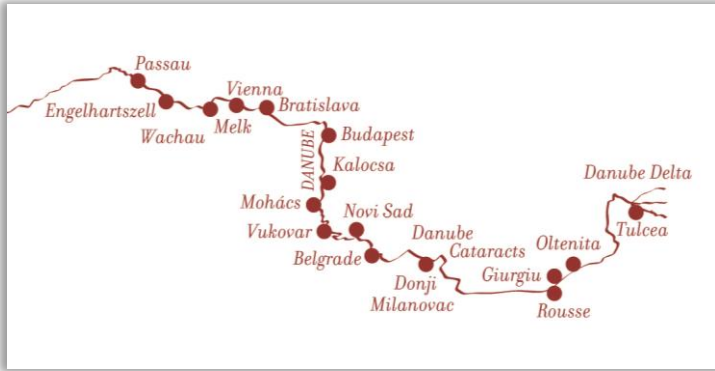 Passau
Engelhartszell
Wachau
Melk
Vienna
Bratislava
Budapest
DANUBE
Kalocsa
Mohács
Vukovar
Novi Sad
Belgrade
Danube
Cataracts
Donji
Milanovac
Giurgiu
Rousse
Oltenita
Danube Delta
Tulcea